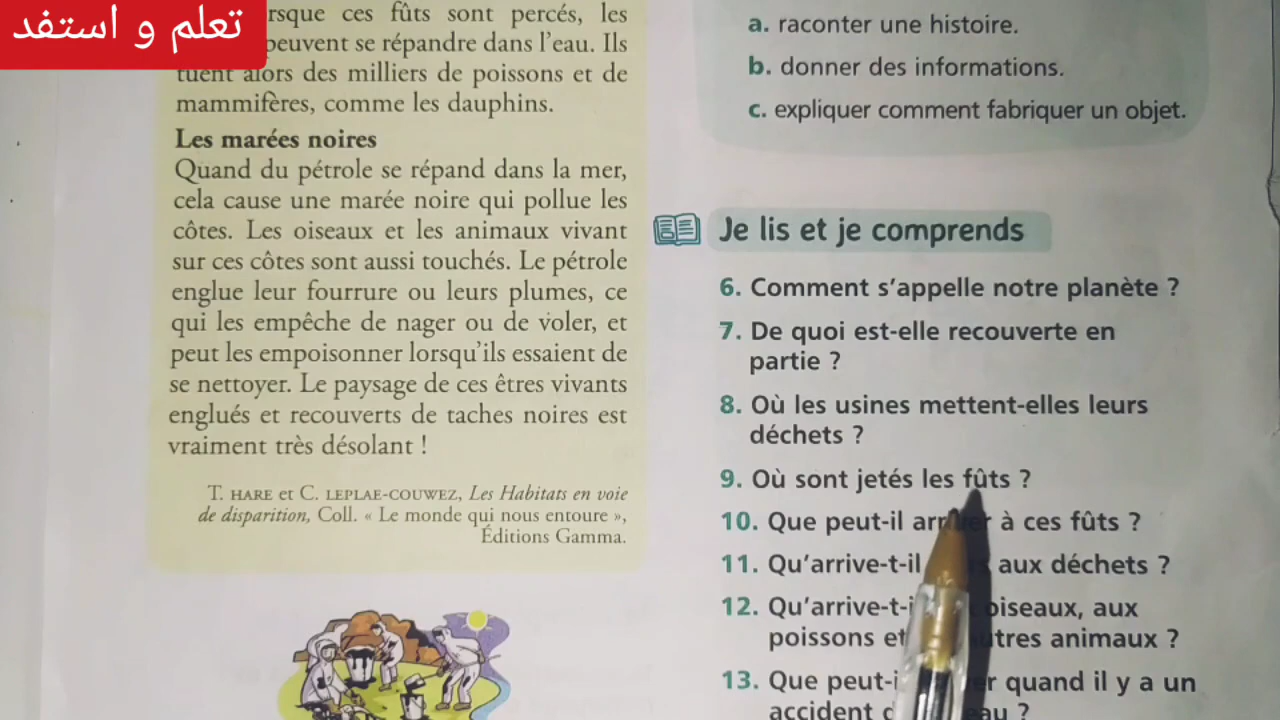 تعلم و استفد
rsque ces fûts sont percés, les
peuvent se répandre dans l'eau. Ils
tuent alors des milliers de poissons et de
mammifères, comme les dauphins.
Les marées noires
Quand du pétrole se répand dans la mer,
cela cause une marée noire qui pollue les
côtes. Les oiseaux et les animaux vivant
sur ces côtes sont aussi touchés. Le pétrole
englue leur fourrure ou leurs plumes, ce
qui les empêche de nager ou de voler, et
peut les empoisonner lorsqu'ils essaient de
se nettoyer. Le paysage de ces êtres vivants
englués et recouverts de taches noires est
vraiment très désolant !
T. HARE et C. LEPLAE-COUWEZ, Les Habitats en voie
de disparition, Coll. « Le monde qui nous entoure »,
Éditions Gamma.
a. raconter une histoire.
b. donner des informations.
c. expliquer comment fabriquer un objet.
Je lis et je comprends
6. Comment s'appelle notre planète ?
7. De quoi est-elle recouverte en
partie ?
8. Où les usines mettent-elles leurs
déchets ?
9. Où sont jetés les fûts ?
10. Que peut-il à ces fûts ?
11. Qu'arrive-t-il aux déchets ?
12. Qu'arrive-t-i oiseaux, aux
poissons et utres animaux ?
13. Que peut-i er quand il y a un
accident d eau ?